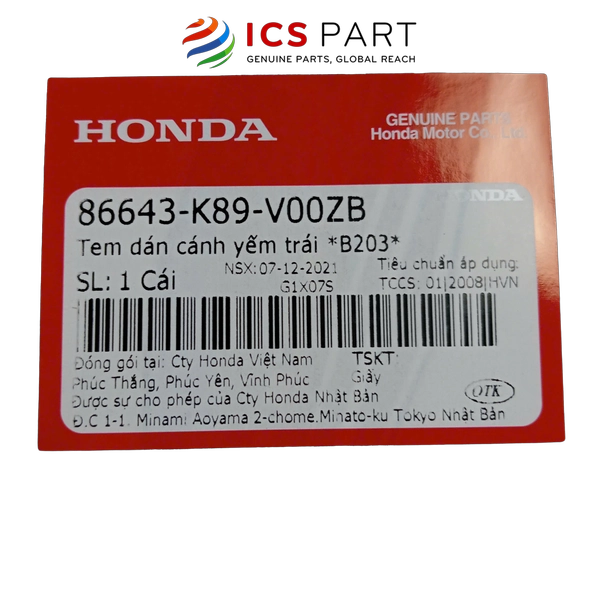 ICS PART
GENUINE PARTS, GLOBAL REACH
HONDA
GENUINE PARTS
Honda Motor Co., Ltd.
HONDA
86643-K89-V00ZB
Tem dán cánh yếm trái *B203*
SL: 1 Cái
NSX: 07-12-2021
G1x07S
Tiêu chuẩn áp dụng:
TCCS: 01|2008|HVN
Đóng gói tại: Cty Honda Việt Nam
TSKT:
Phúc Thắng, Phúc Yên, Vĩnh Phúc
Giấy
Được sự cho phép của Cty Honda Nhật Bản
QTK
Đ.C 1-1. Minami Aoyama 2-chome.Minato-ku Tokyo Nhật Bản